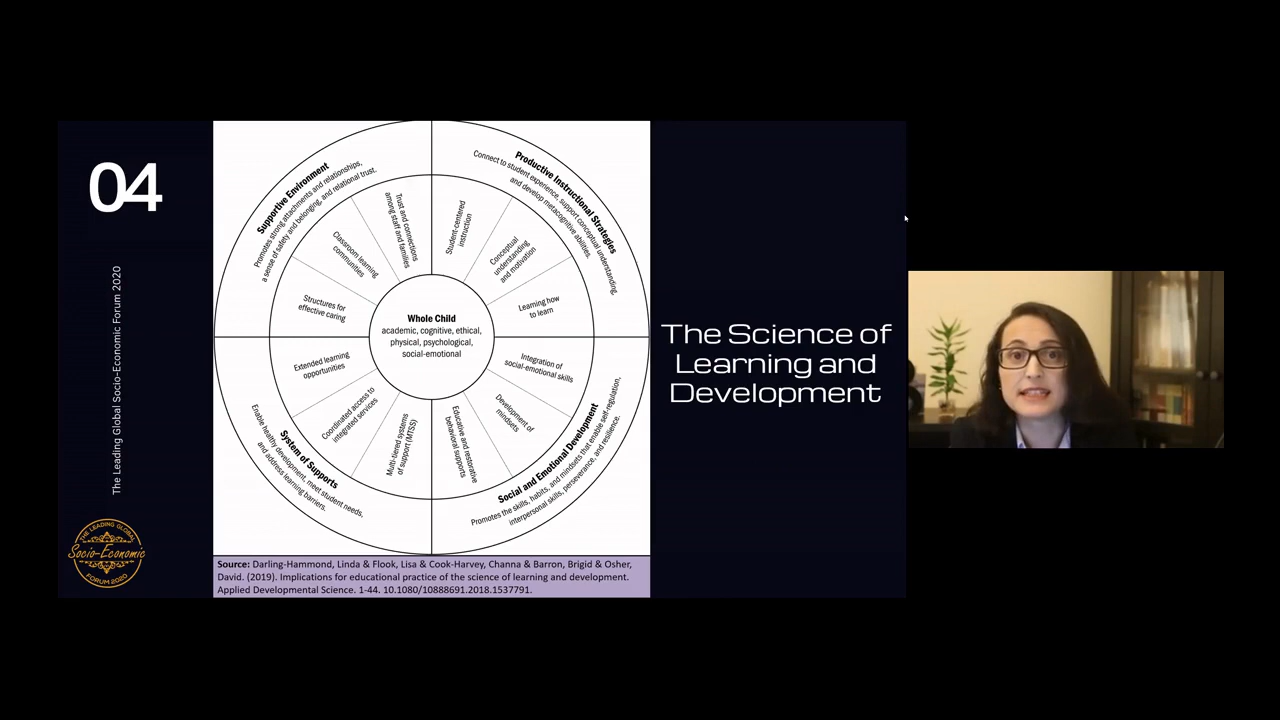 04
The Leading Global Socio-Economic Forum 2020
THE LEADING GLOBAL
Socio-Economic
FORUM 2020
Supportive Environment
Promotes strong attachments and relationships,
a sense of safety and belonging, and relational trust.
Productive Instructional Strategies
Connect to student experience, support conceptual understanding,
and develop metacognitive abilities.
Structures for
effective caring
Classroom learning
communities
Trust and connections
among staff and families
Student-centered
instruction
Conceptual
understanding
and motivation
Learning how
to learn
Whole Child
academic, cognitive, ethical,
physical, psychological,
social-emotional
Extended learning
opportunities
Coordinated access to
integrated services
Multi-tiered systems
of support (MTSS)
Educative and restorative
behavioral supports
Development of
mindsets
Integration of
social-emotional skills
System of Supports
Enable healthy development, meet student needs,
and address learning barriers.
Social and Emotional Development
Promotes the skills, habits, and mindsets that enable self-regulation,
interpersonal skills, perseverance, and resilience.
Source: Darling-Hammond, Linda & Flook, Lisa & Cook-Harvey, Channa & Barron, Brigid & Osher,
David. (2019). Implications for educational practice of the science of learning and development.
Applied Developmental Science. 1-44. 10.1080/10888691.2018.1537791.
The Science of
Learning and
Development